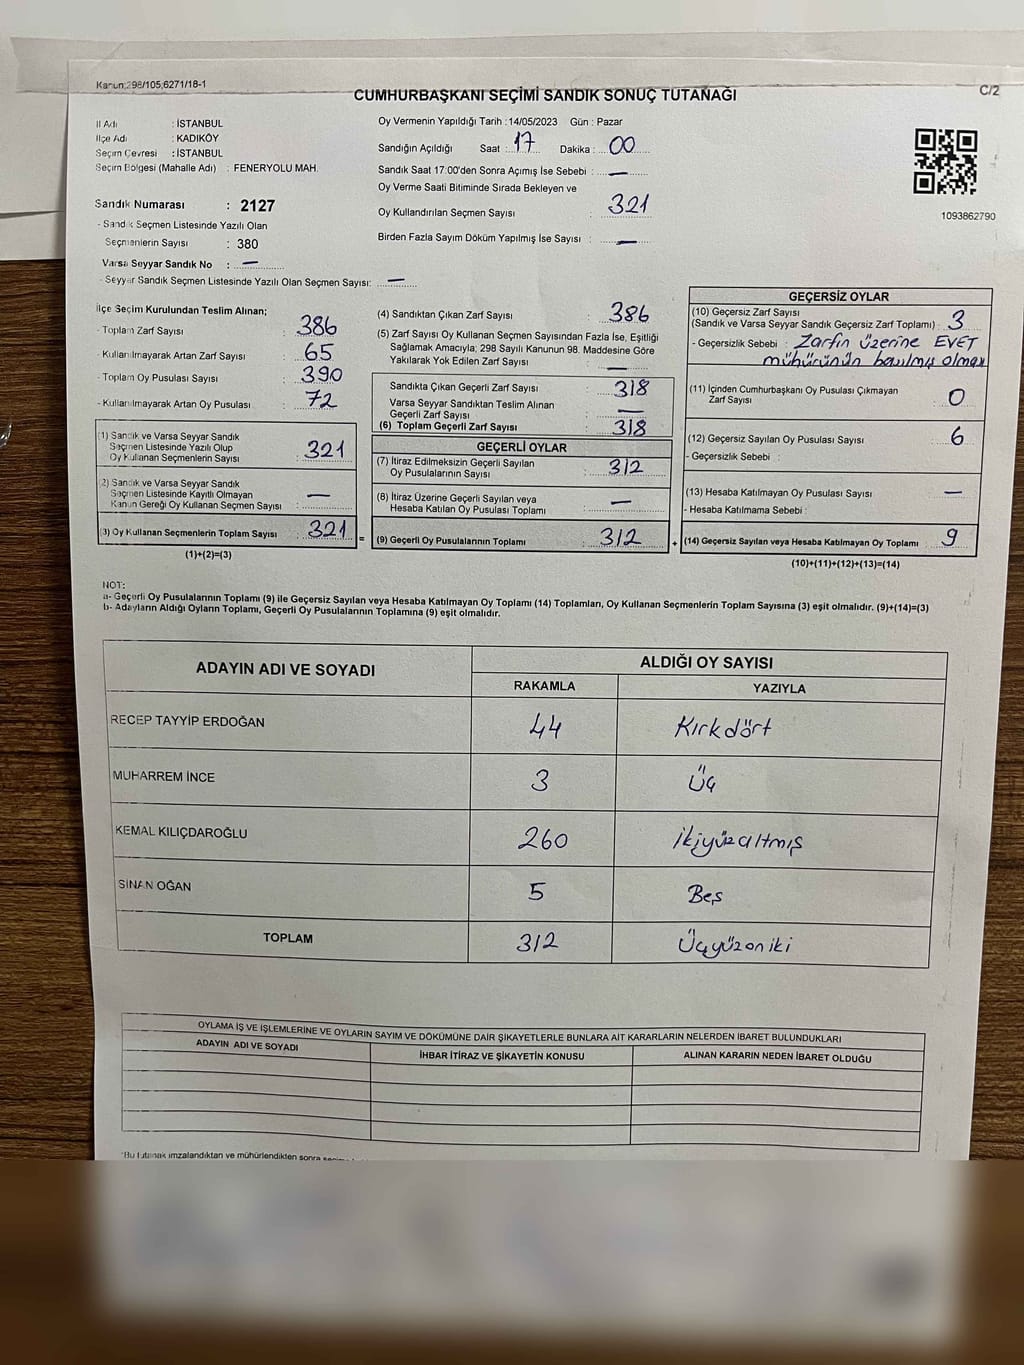 Kanun;298/105;6271/18-1
CUMHURBAŞKANI SEÇİMİ SANDIK SONUÇ TUTANAĞI
C/2
İl Adı : İSTANBUL
İlçe Adı : KADIKÖY
Seçim Çevresi : İSTANBUL
Seçim Bölgesi (Mahalle Adı) : FENERYOLU MAH.
Sandık Numarası : 2127
- Sandık Seçmen Listesinde Yazılı Olan
Seçmenlerin Sayısı : 380
Varsa Seyyar Sandık No : —
- Seyyar Sandık Seçmen Listesinde Yazılı Olan Seçmen Sayısı: —
Oy Vermenin Yapıldığı Tarih :14/05/2023 Gün : Pazar
Sandığın Açıldığı Saat : 17 Dakika : 00
Sandık Saat 17:00'den Sonra Açımış İse Sebebi : —
Oy Verme Saati Bitiminde Sırada Bekleyen ve
Oy Kullandırılan Seçmen Sayısı : 321
Birden Fazla Sayım Döküm Yapılmış İse Sayısı : —
1093862790
İlçe Seçim Kurulundan Teslim Alınan;
- Toplam Zarf Sayısı : 386
- Kullanılmayarak Artan Zarf Sayısı : 65
- Toplam Oy Pusulası Sayısı : 390
- Kullanılmayarak Artan Oy Pusulası : 72
(1) Sandık ve Varsa Seyyar Sandık
Seçmen Listesinde Yazılı Olup
Oy Kullanan Seçmenlerin Sayısı : 321
(2) Sandık ve Varsa Seyyar Sandık
Seçmen Listesinde Kayıtlı Olmayan
Kanun Gereği Oy Kullanan Seçmen Sayısı : —
(3) Oy Kullanan Seçmenlerin Toplam Sayısı : 321
(1)+(2)=(3)
(4) Sandıktan Çıkan Zarf Sayısı : 386
(5) Zarf Sayısı Oy Kullanan Seçmen Sayısından Fazla İse, Eşitliği
Sağlamak Amacıyla; 298 Sayılı Kanunun 98. Maddesine Göre
Yakılarak Yok Edilen Zarf Sayısı : —
Sandıkta Çıkan Geçerli Zarf Sayısı : 318
Varsa Seyyar Sandıktan Teslim Alınan
Geçerli Zarf Sayısı : —
(6) Toplam Geçerli Zarf Sayısı : 318
GEÇERLİ OYLAR
(7) İtiraz Edilmeksizin Geçerli Sayılan
Oy Pusulalarının Sayısı : 312
(8) İtiraz Üzerine Geçerli Sayılan veya
Hesaba Katılan Oy Pusulası Toplamı : —
= (9) Geçerli Oy Pusulalarının Toplamı : 312
GEÇERSİZ OYLAR
(10) Geçersiz Zarf Sayısı
(Sandık ve Varsa Seyyar Sandık Geçersiz Zarf Toplamı) : 3
- Geçersizlik Sebebi : Zarfın üzerine EVET
mühürünün basılmış olması
(11) İçinden Cumhurbaşkanı Oy Pusulası Çıkmayan
Zarf Sayısı : 0
(12) Geçersiz Sayılan Oy Pusulası Sayısı : 6
- Geçersizlik Sebebi :
(13) Hesaba Katılmayan Oy Pusulası Sayısı : —
- Hesaba Katılmama Sebebi :
+ (14) Geçersiz Sayılan veya Hesaba Katılmayan Oy Toplamı : 9
(10)+(11)+(12)+(13)=(14)
NOT:
a- Geçerli Oy Pusulalarının Toplamı (9) ile Geçersiz Sayılan veya Hesaba Katılmayan Oy Toplamı (14) Toplamları, Oy Kullanan Seçmenlerin Toplam Sayısına (3) eşit olmalıdır. (9)+(14)=(3)
b- Adayların Aldığı Oyların Toplamı, Geçerli Oy Pusulalarının Toplamına (9) eşit olmalıdır.
ADAYIN ADI VE SOYADI
ALDIĞI OY SAYISI
RAKAMLA YAZIYLA
RECEP TAYYİP ERDOĞAN 44 Kırkdört
MUHARREM İNCE 3 Üç
KEMAL KILIÇDAROĞLU 260 ikiyüzaltmış
SİNAN OĞAN 5 Beş
TOPLAM 312 Üçyüzoniki
OYLAMA İŞ VE İŞLEMLERİNE VE OYLARIN SAYIM VE DÖKÜMÜNE DAİR ŞİKAYETLERLE BUNLARA AİT KARARLARIN NELERDEN İBARET BULUNDUKLARI
ADAYIN ADI VE SOYADI İHBAR İTİRAZ VE ŞİKAYETİN KONUSU ALINAN KARARIN NEDEN İBARET OLDUĞU
*Bu tutanak imzalandıktan ve mühürlendikten sonra